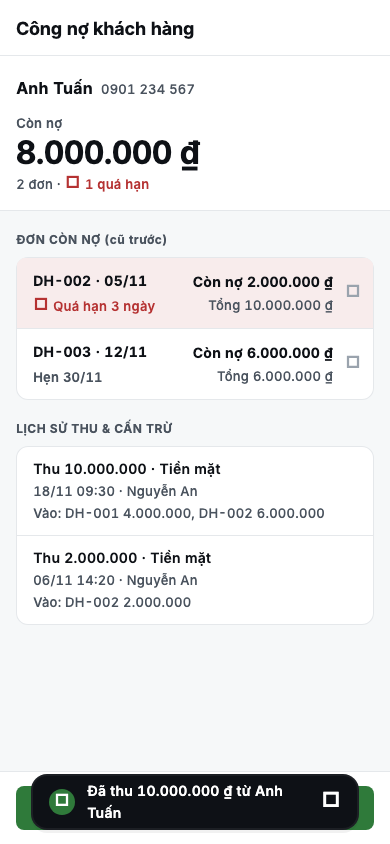 Công nợ khách hàng
Anh Tuấn 0901 234 567
Còn nợ
8.000.000 ₫
2 đơn · 1 quá hạn
ĐƠN CÒN NỢ (cũ trước)
DH-002 · 05/11 Còn nợ 2.000.000 ₫
Quá hạn 3 ngày Tổng 10.000.000 ₫
DH-003 · 12/11 Còn nợ 6.000.000 ₫
Hẹn 30/11 Tổng 6.000.000 ₫
LỊCH SỬ THU & CẤN TRỪ
Thu 10.000.000 · Tiền mặt
18/11 09:30 · Nguyễn An
Vào: DH-001 4.000.000, DH-002 6.000.000
Thu 2.000.000 · Tiền mặt
06/11 14:20 · Nguyễn An
Vào: DH-002 2.000.000
Đã thu 10.000.000 ₫ từ Anh
Tuấn